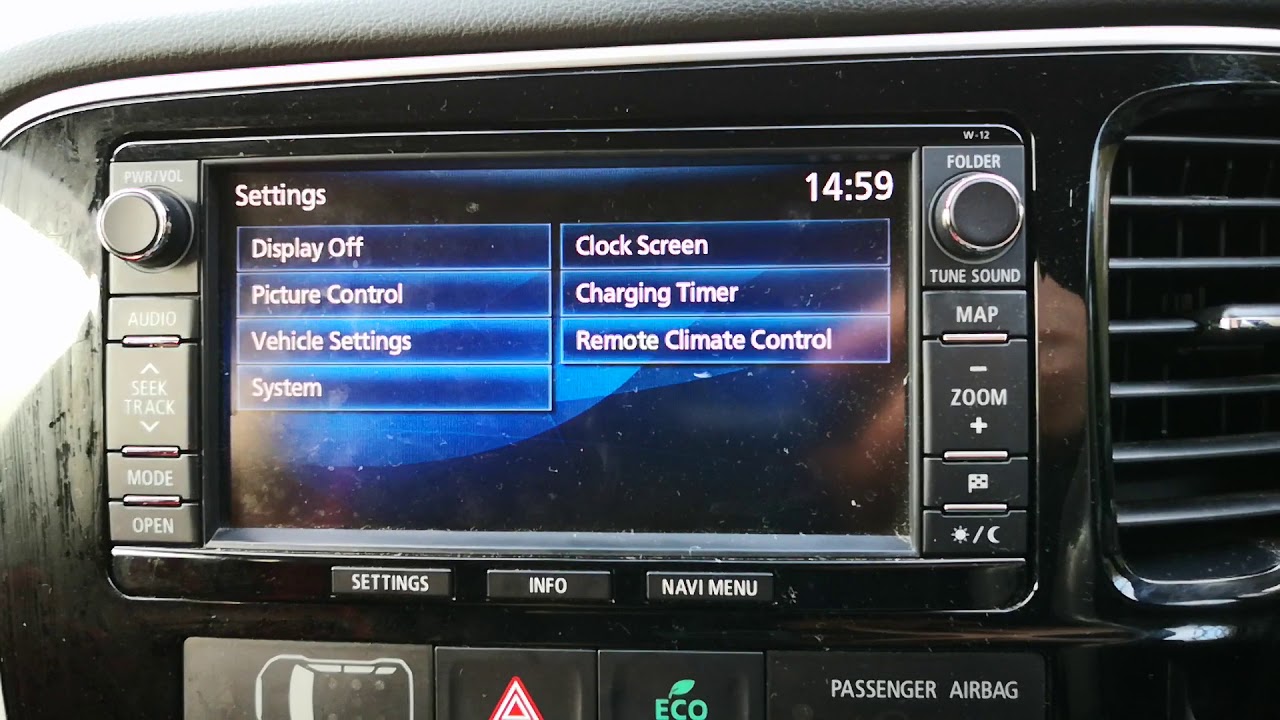 W-12
PWR/VOL
FOLDER
Settings
14:59
Display Off
Clock Screen
TUNE SOUND
Picture Control
Charging Timer
AUDIO
MAP
Vehicle Settings
Remote Climate Control
System
SEEK
TRACK
ZOOM
MODE
OPEN
SETTINGS
INFO
NAVI MENU
PASSENGER AIRBAG
ECO